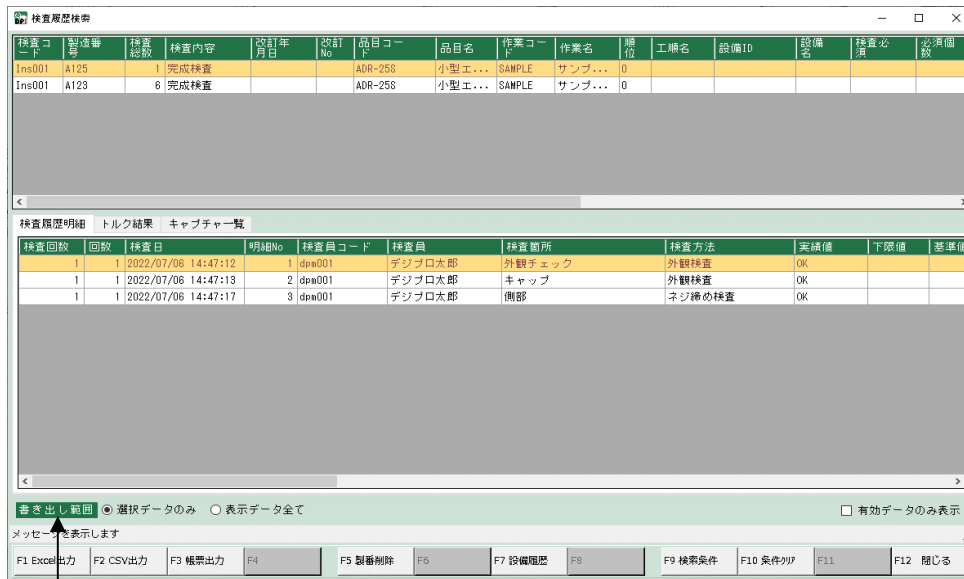 検査履歴検索
検査コード 製造番号 検査総数 検査内容 改訂年月日 改訂No 品目コード 品目名 作業コード 作業名 順位 工順名 設備ID 設備名 検査必須 必須個数
Ins001 A125 1 完成検査 ADR-25S 小型エ... SAMPLE サンプ... 0
Ins001 A123 6 完成検査 ADR-25S 小型エ... SAMPLE サンプ... 0
検査履歴明細 トルク結果 キャプチャ一覧
検査回数 回数 検査日 明細No 検査員コード 検査員 検査箇所 検査方法 実績値 下限値 基準値
1 1 2022/07/06 14:47:12 1 dpm001 デジプロ太郎 外観チェック 外観検査 OK
1 1 2022/07/06 14:47:13 2 dpm001 デジプロ太郎 キャップ 外観検査 OK
1 1 2022/07/06 14:47:17 3 dpm001 デジプロ太郎 側部 ネジ締め検査 OK
書き出し範囲 選択データのみ 表示データ全て 有効データのみ表示
メッセージを表示します
F1 Excel出力 F2 CSV出力 F3 帳票出力 F4 F5 製番削除 F6 F7 設備履歴 F8 F9 検索条件 F10 条件クリア F11 F12 閉じる